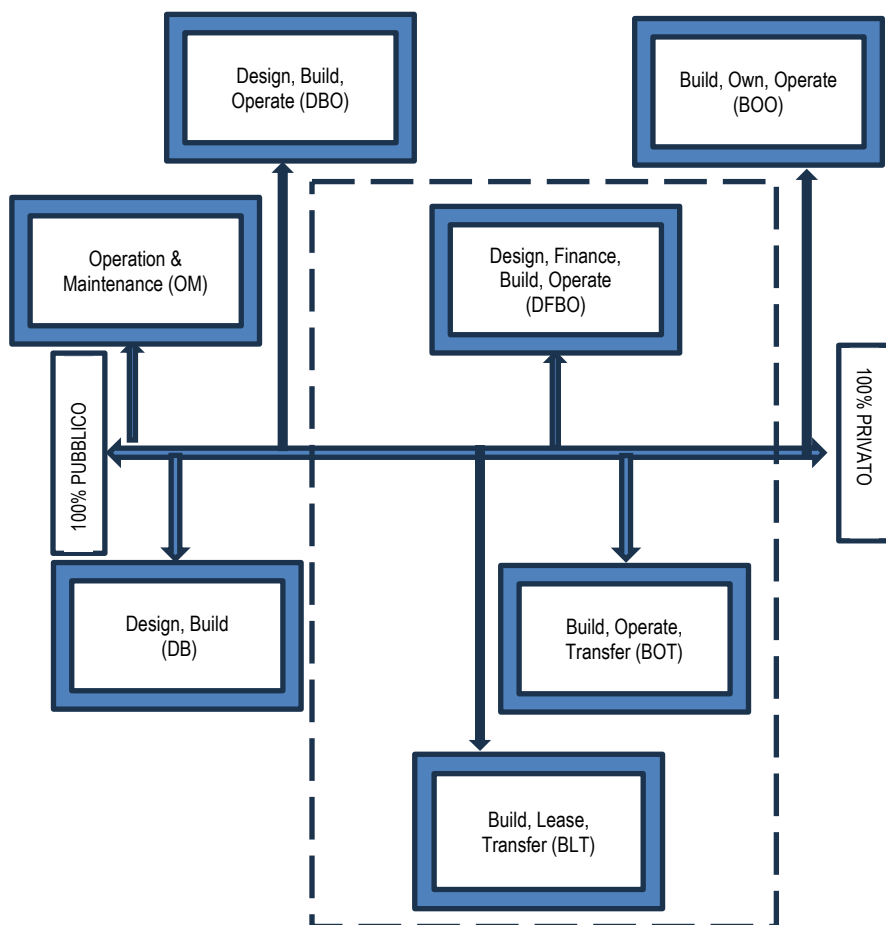 Design, Build,
Operate (DBO)
Build, Own, Operate
(BOO)
Operation &
Maintenance (OM)
Design, Finance,
Build, Operate
(DFBO)
100% PUBBLICO
100% PRIVATO
Design, Build
(DB)
Build, Operate,
Transfer (BOT)
Build, Lease,
Transfer (BLT)